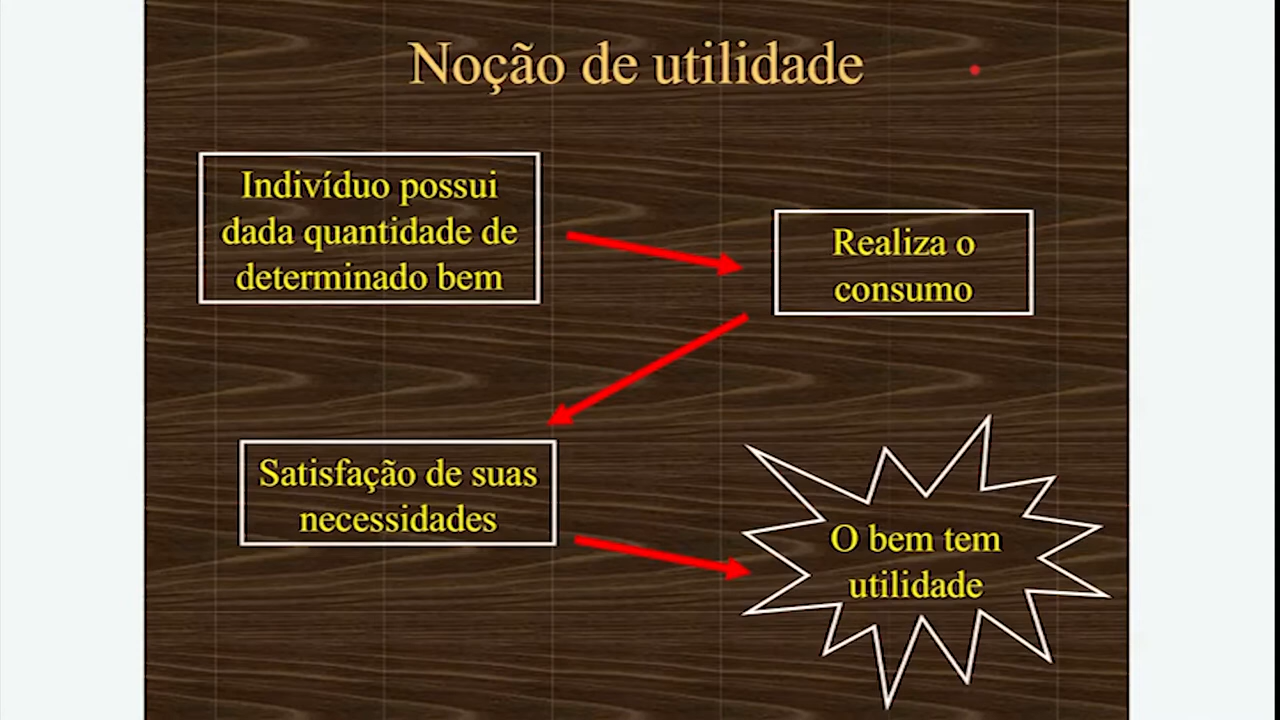 Noção de utilidade
Indivíduo possui
dada quantidade de
determinado bem
Realiza o
consumo
Satisfação de suas
necessidades
O bem tem
utilidade